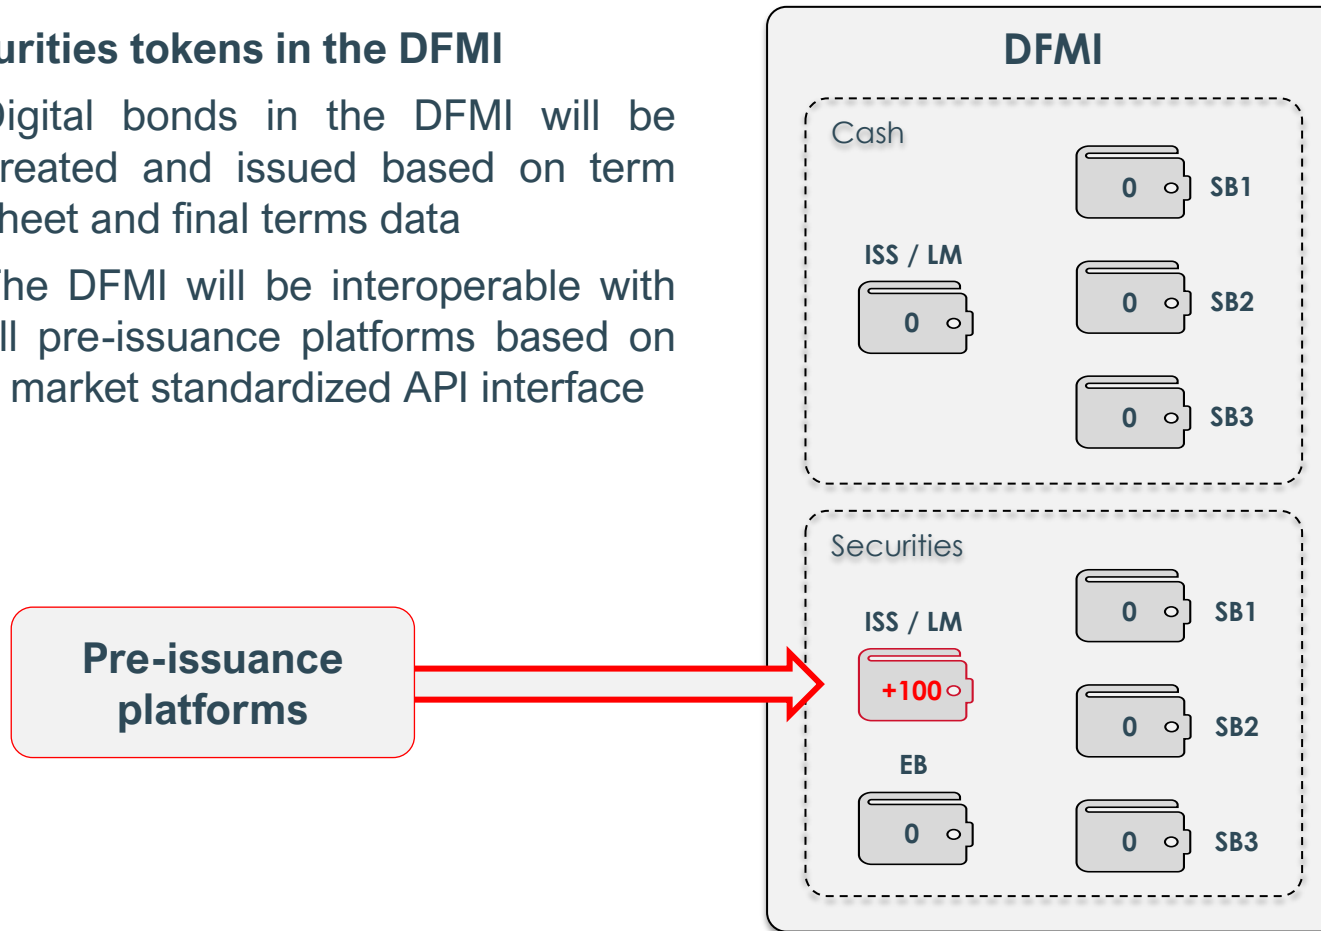 urities tokens in the DFMI
Digital bonds in the DFMI will be
reated and issued based on term
heet and final terms data
The DFMI will be interoperable with
ll pre-issuance platforms based on
market standardized API interface
Pre-issuance
platforms
DFMI
Cash
ISS / LM
0
0 SB1
0 SB2
0 SB3
Securities
ISS / LM
+100
EB
0
0 SB1
0 SB2
0 SB3